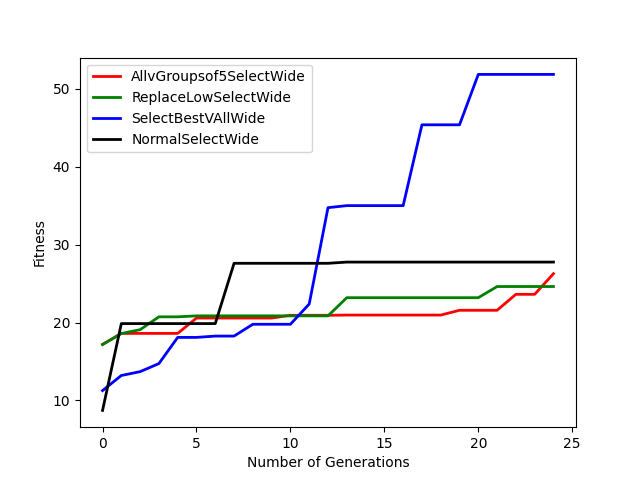 AllvGroupsof5SelectWide
ReplaceLowSelectWide
SelectBestVAllWide
NormalSelectWide
50
40
30
20
10
Fitness
0 5 10 15 20 25
Number of Generations